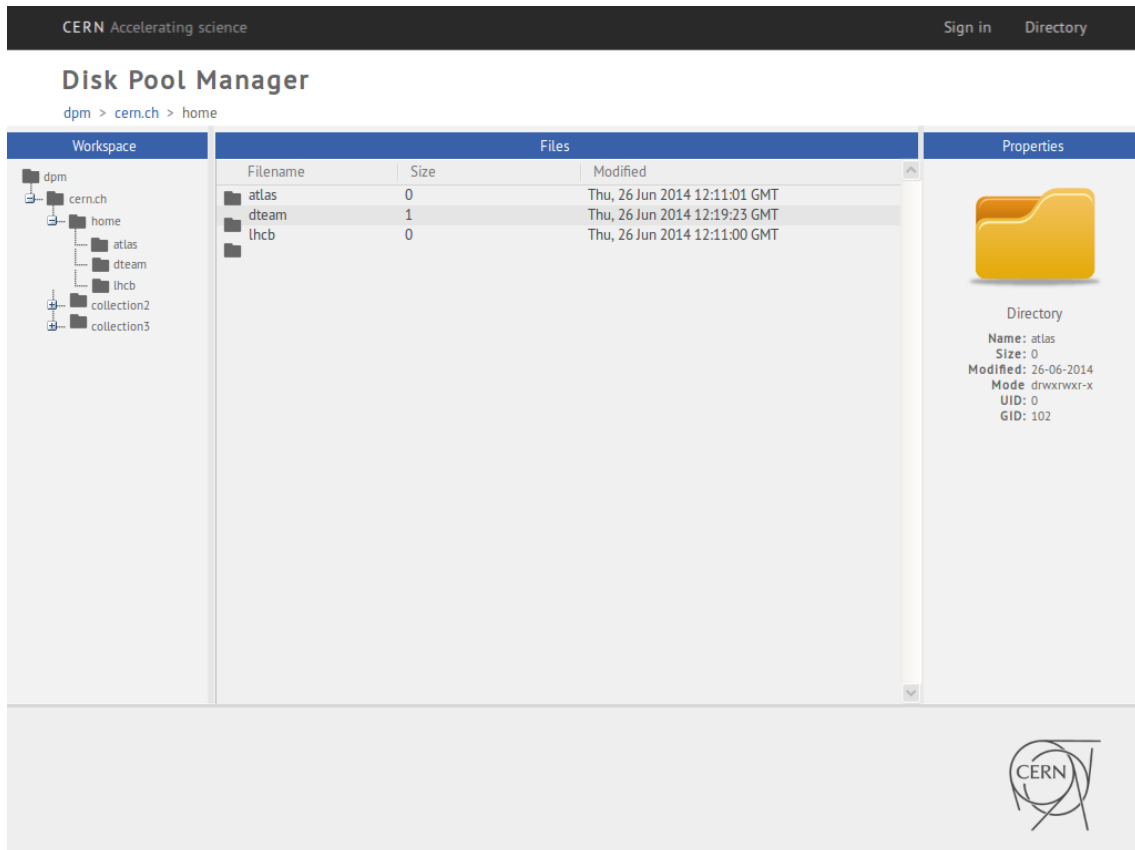 CERN Accelerating science Sign in Directory
Disk Pool Manager
dpm > cern.ch > home
Workspace
dpm
cern.ch
home
atlas
dteam
lhcb
collection2
collection3
Files
Filename Size Modified
atlas 0 Thu, 26 Jun 2014 12:11:01 GMT
dteam 1 Thu, 26 Jun 2014 12:19:23 GMT
lhcb 0 Thu, 26 Jun 2014 12:11:00 GMT
Properties
Directory
Name: atlas
Size: 0
Modified: 26-06-2014
Mode drwxrwxr-x
UID: 0
GID: 102
CERN